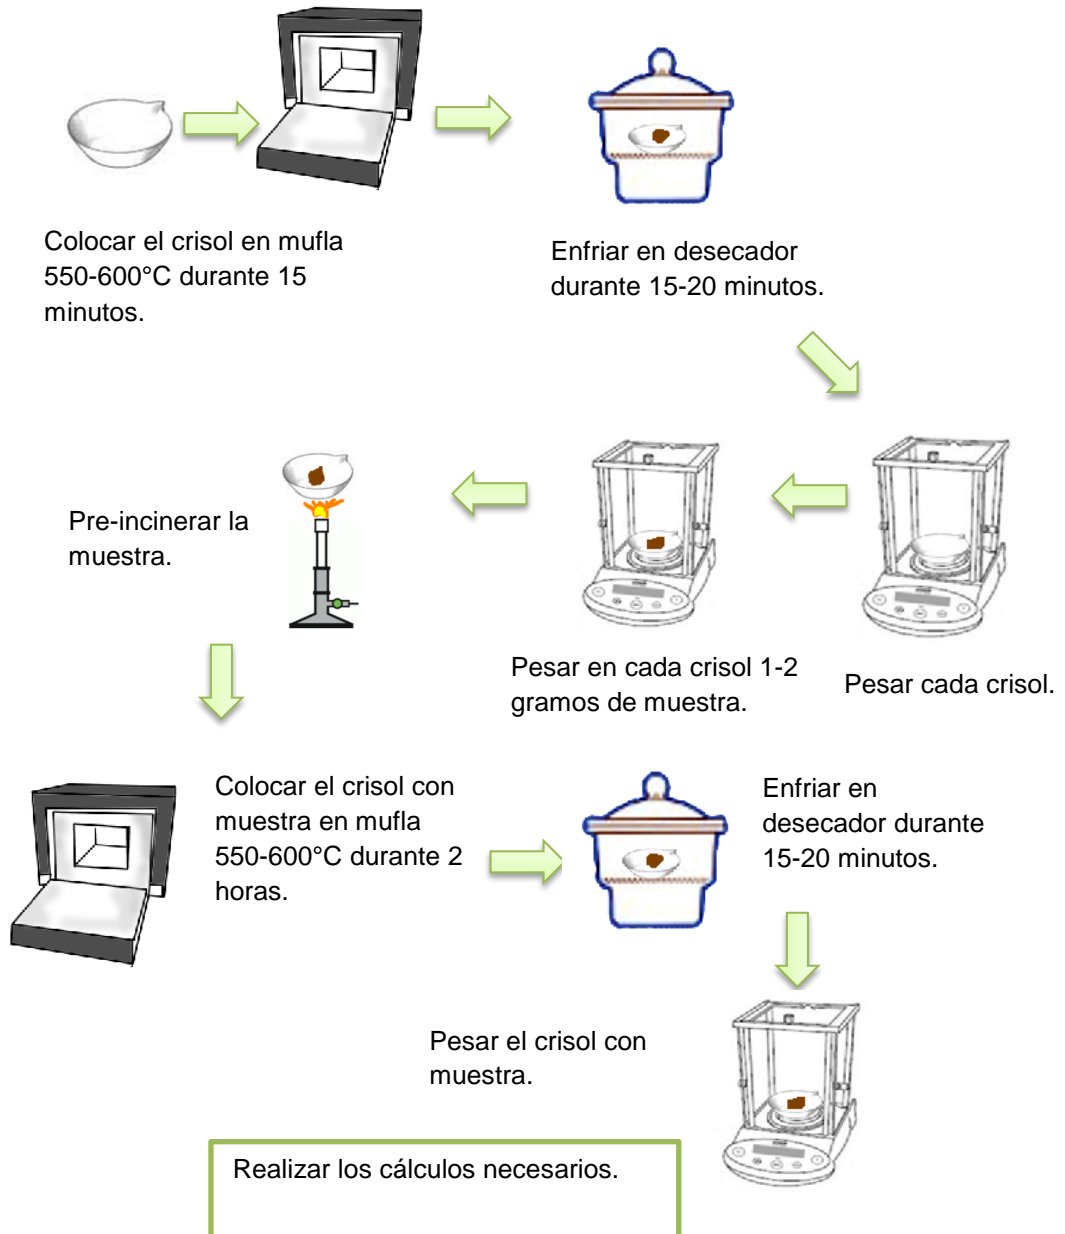 Colocar el crisol en mufla
550-600°C durante 15
minutos.
Enfriar en desecador
durante 15-20 minutos.
Pesar cada crisol.
Pesar en cada crisol 1-2
gramos de muestra.
Pre-incinerar la
muestra.
Colocar el crisol con
muestra en mufla
550-600°C durante 2
horas.
Enfriar en
desecador durante
15-20 minutos.
Pesar el crisol con
muestra.
Realizar los cálculos necesarios.